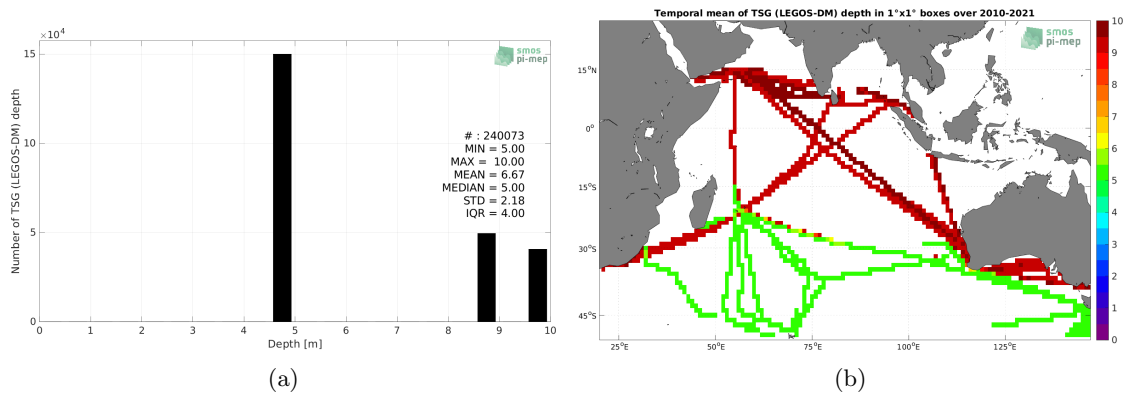 ×10⁴
15
10
5
0
0 1 2 3 4 5 6 7 8 9 10
Number of TSG (LEGOS-DM) depth
Depth [m]
smos
pi-mep
# : 240073
MIN = 5.00
MAX = 10.00
MEAN = 6.67
MEDIAN = 5.00
STD = 2.18
IQR = 4.00
(a)
Temporal mean of TSG (LEGOS-DM) depth in 1°x1° boxes over 2010-2021
smos
pi-mep
15°N
0°
15°S
30°S
45°S
25°E 50°E 75°E 100°E 125°E
10
9
8
7
6
5
4
3
2
1
0
(b)